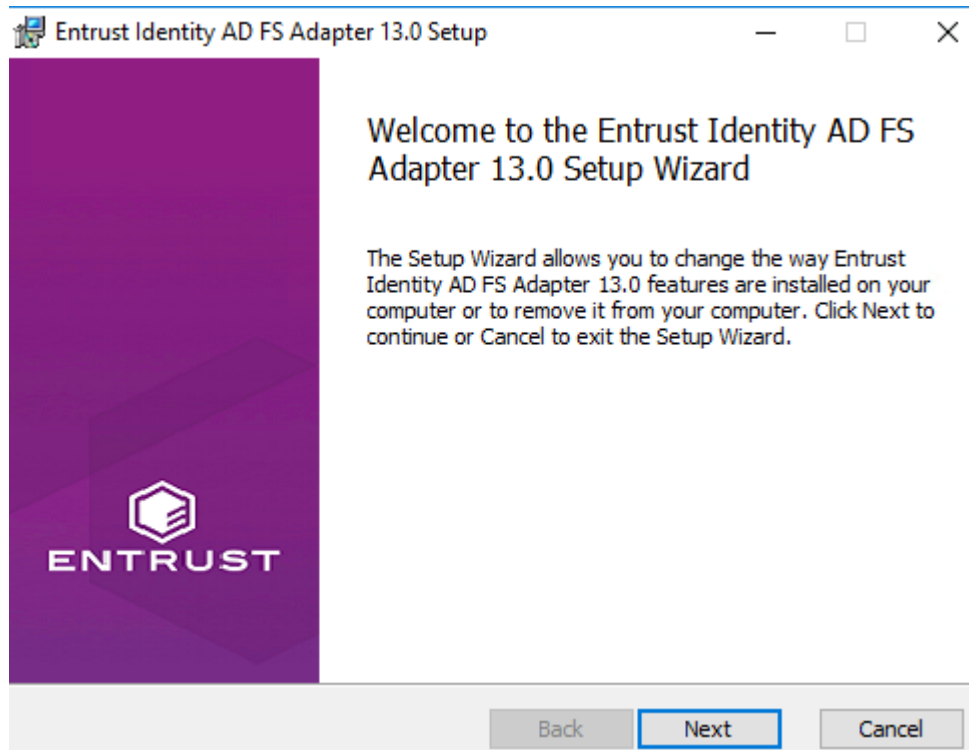 Entrust Identity AD FS Adapter 13.0 Setup
Welcome to the Entrust Identity AD FS
Adapter 13.0 Setup Wizard
The Setup Wizard allows you to change the way Entrust
Identity AD FS Adapter 13.0 features are installed on your
computer or to remove it from your computer. Click Next to
continue or Cancel to exit the Setup Wizard.
ENTRUST
Back Next Cancel